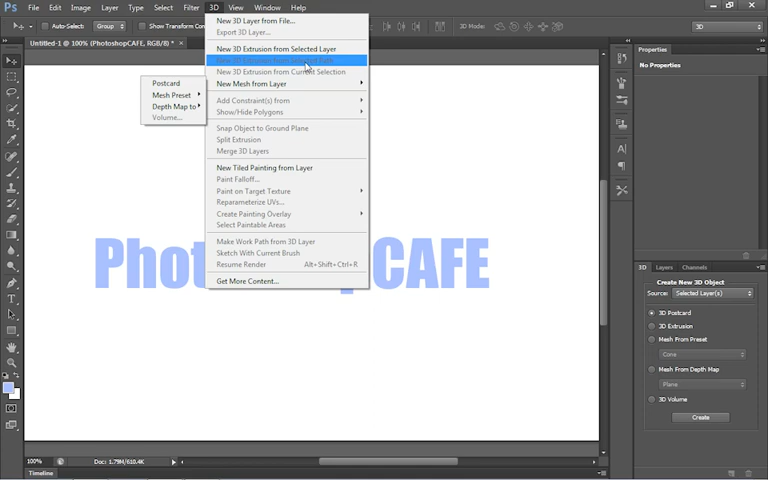 Ps File Edit Image Layer Type Select Filter 3D View Window Help
Auto-Select: Group Show Transform Con 3D Mode: 3D
Untitled-1 @ 100% (PhotoshopCAFE, RGB/8) * ×
New 3D Layer from File...
Export 3D Layer...
New 3D Extrusion from Selected Layer
New 3D Extrusion from Selected Path
New 3D Extrusion from Current Selection
New Mesh from Layer
Add Constraint(s) from
Show/Hide Polygons
Snap Object to Ground Plane
Split Extrusion
Merge 3D Layers
New Tiled Painting from Layer
Paint Falloff...
Paint on Target Texture
Reparameterize UVs...
Create Painting Overlay
Select Paintable Areas
Make Work Path from 3D Layer
Sketch With Current Brush
Resume Render Alt+Shift+Ctrl+R
Get More Content...
Postcard
Mesh Preset
Depth Map to
Volume...
Phot CAFE
Properties
No Properties
3D Layers Channels
Create New 3D Object
Source: Selected Layer(s)
3D Postcard
3D Extrusion
Mesh From Preset
Cone
Mesh From Depth Map
Plane
3D Volume
Create
100% Doc: 1.79M/610.4K
Timeline